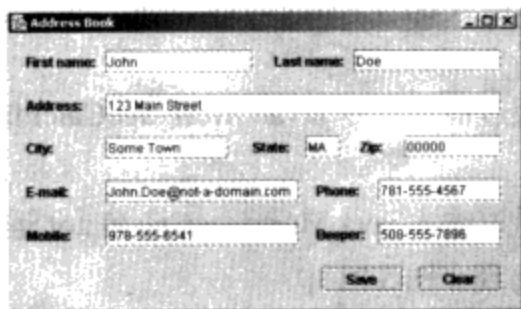 Address Book
First name: John Last name: Doe
Address: 123 Main Street
City: Some Town State: MA Zip: 00000
E-mail: John.Doe@not-a-domain.com Phone: 781-555-4567
Mobile: 978-555-6541 Beeper: 508-555-7896
Save Clear